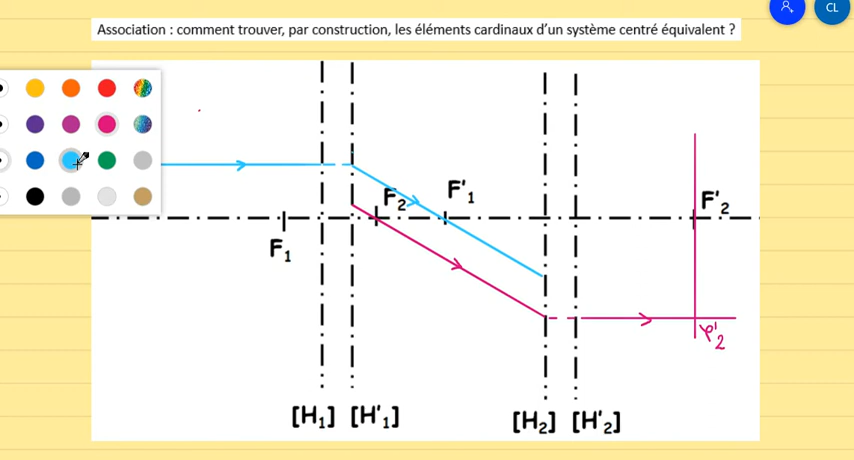 CL
Association : comment trouver, par construction, les éléments cardinaux d'un système centré équivalent ?
F₂ F'₁ F'₂
F₁
φ'₂
[H₁] [H'₁] [H₂] [H'₂]